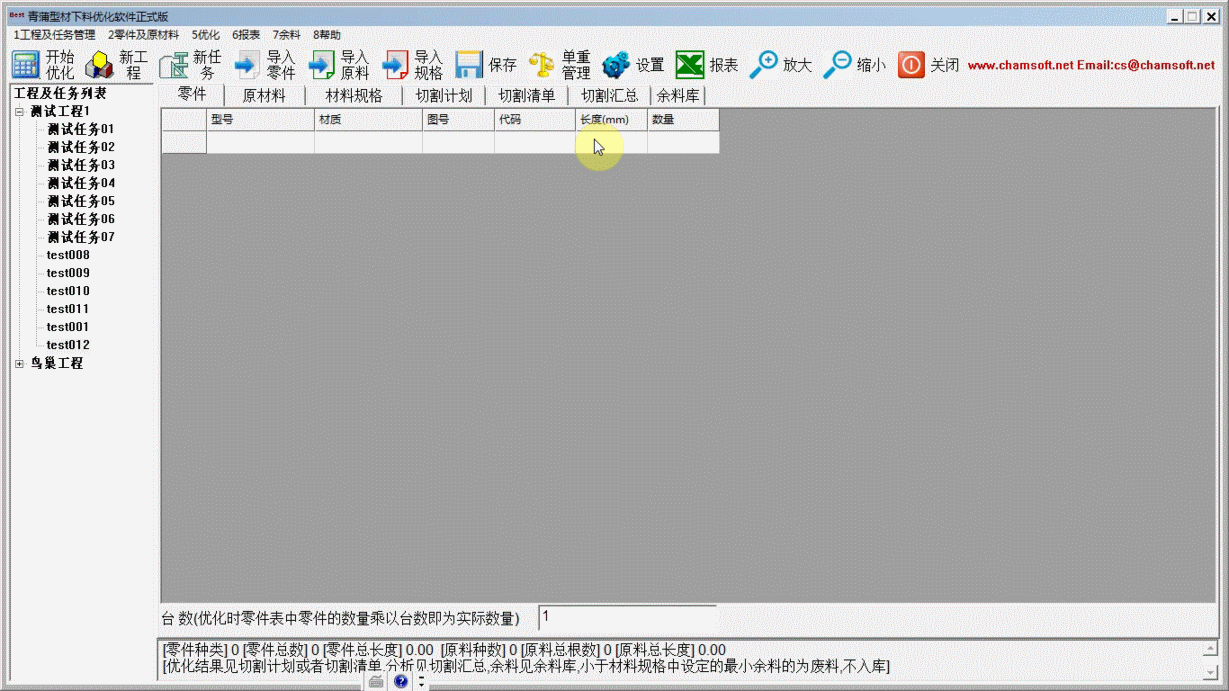 Best 青蒲型材下料优化软件正式版
1工程及任务管理 2零件及原材料 5优化 6报表 7余料 8帮助
开始优化 新工程 新任务 导入零件 导入原料 导入规格 保存 单重管理 设置 报表 放大 缩小 关闭 www.chamsoft.net Email:cs@chamsoft.net
工程及任务列表
零件 原材料 材料规格 切割计划 切割清单 切割汇总 余料库
测试工程1
型号 材质 图号 代码 长度(mm) 数量
测试任务01
测试任务02
测试任务03
测试任务04
测试任务05
测试任务06
测试任务07
test008
test009
test010
test011
test001
test012
鸟巢工程
台 数(优化时零件表中零件的数量乘以台数即为实际数量) 1
[零件种类] 0 [零件总数] 0 [零件总长度] 0.00 [原料种数] 0 [原料总根数] 0 [原料总长度] 0.00
[优化结果见切割计划或者切割清单,分析见切割汇总,余料见余料库,小于材料规格中设定的最小余料的为废料,不入库]